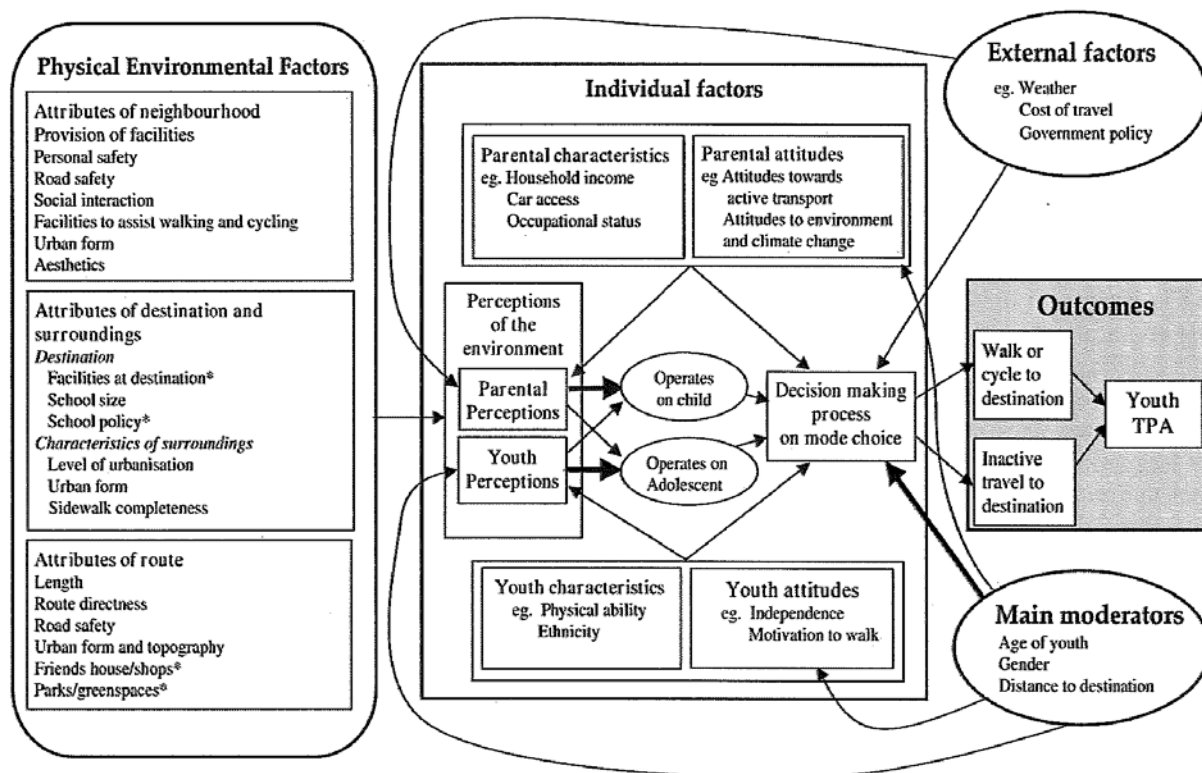 Physical Environmental Factors
Attributes of neighbourhood
Provision of facilities
Personal safety
Road safety
Social interaction
Facilities to assist walking and cycling
Urban form
Aesthetics
Attributes of destination and
surroundings
Destination
Facilities at destination*
School size
School policy*
Characteristics of surroundings
Level of urbanisation
Urban form
Sidewalk completeness
Attributes of route
Length
Route directness
Road safety
Urban form and topography
Friends house/shops*
Parks/greenspaces*
Individual factors
Parental characteristics
eg. Household income
Car access
Occupational status
Parental attitudes
eg Attitudes towards
active transport
Attitudes to environment
and climate change
Perceptions
of the
environment
Parental
Perceptions
Youth
Perceptions
Operates
on child
Operates on
Adolescent
Decision making
process
on mode choice
Youth characteristics
eg. Physical ability
Ethnicity
Youth attitudes
eg. Independence
Motivation to walk
External factors
eg. Weather
Cost of travel
Government policy
Outcomes
Walk or
cycle to
destination
Inactive
travel to
destination
Youth
TPA
Main moderators
Age of youth
Gender
Distance to destination